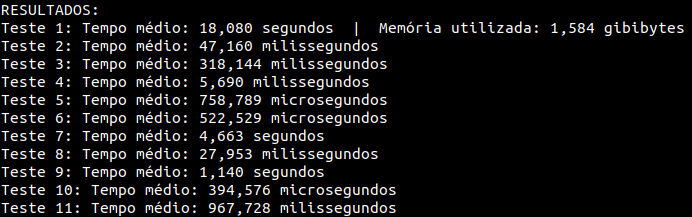 RESULTADOS:
Teste 1: Tempo médio: 18,080 segundos  |  Memória utilizada: 1,584 gibibytes
Teste 2: Tempo médio: 47,160 milissegundos
Teste 3: Tempo médio: 318,144 milissegundos
Teste 4: Tempo médio: 5,690 milissegundos
Teste 5: Tempo médio: 758,789 microsegundos
Teste 6: Tempo médio: 522,529 microsegundos
Teste 7: Tempo médio: 4,663 segundos
Teste 8: Tempo médio: 27,953 milissegundos
Teste 9: Tempo médio: 1,140 segundos
Teste 10: Tempo médio: 394,576 microsegundos
Teste 11: Tempo médio: 967,728 milissegundos